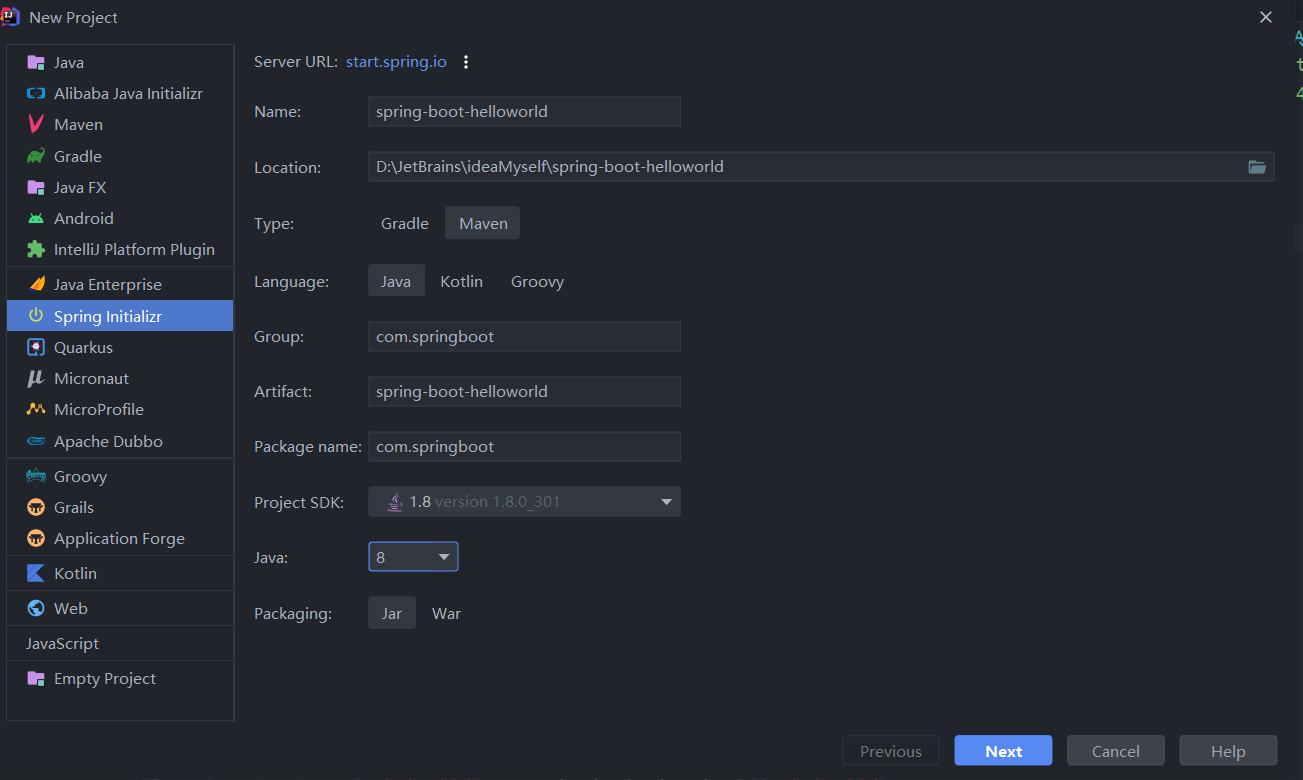 New Project
Java
Alibaba Java Initializr
Maven
Gradle
Java FX
Android
IntelliJ Platform Plugin
Java Enterprise
Spring Initializr
Quarkus
Micronaut
MicroProfile
Apache Dubbo
Groovy
Grails
Application Forge
Kotlin
Web
JavaScript
Empty Project
Server URL: start.spring.io
Name: spring-boot-helloworld
Location: D:\JetBrains\ideaMyself\spring-boot-helloworld
Type: Gradle Maven
Language: Java Kotlin Groovy
Group: com.springboot
Artifact: spring-boot-helloworld
Package name: com.springboot
Project SDK: 1.8 version 1.8.0_301
Java: 8
Packaging: Jar War
Previous Next Cancel Help